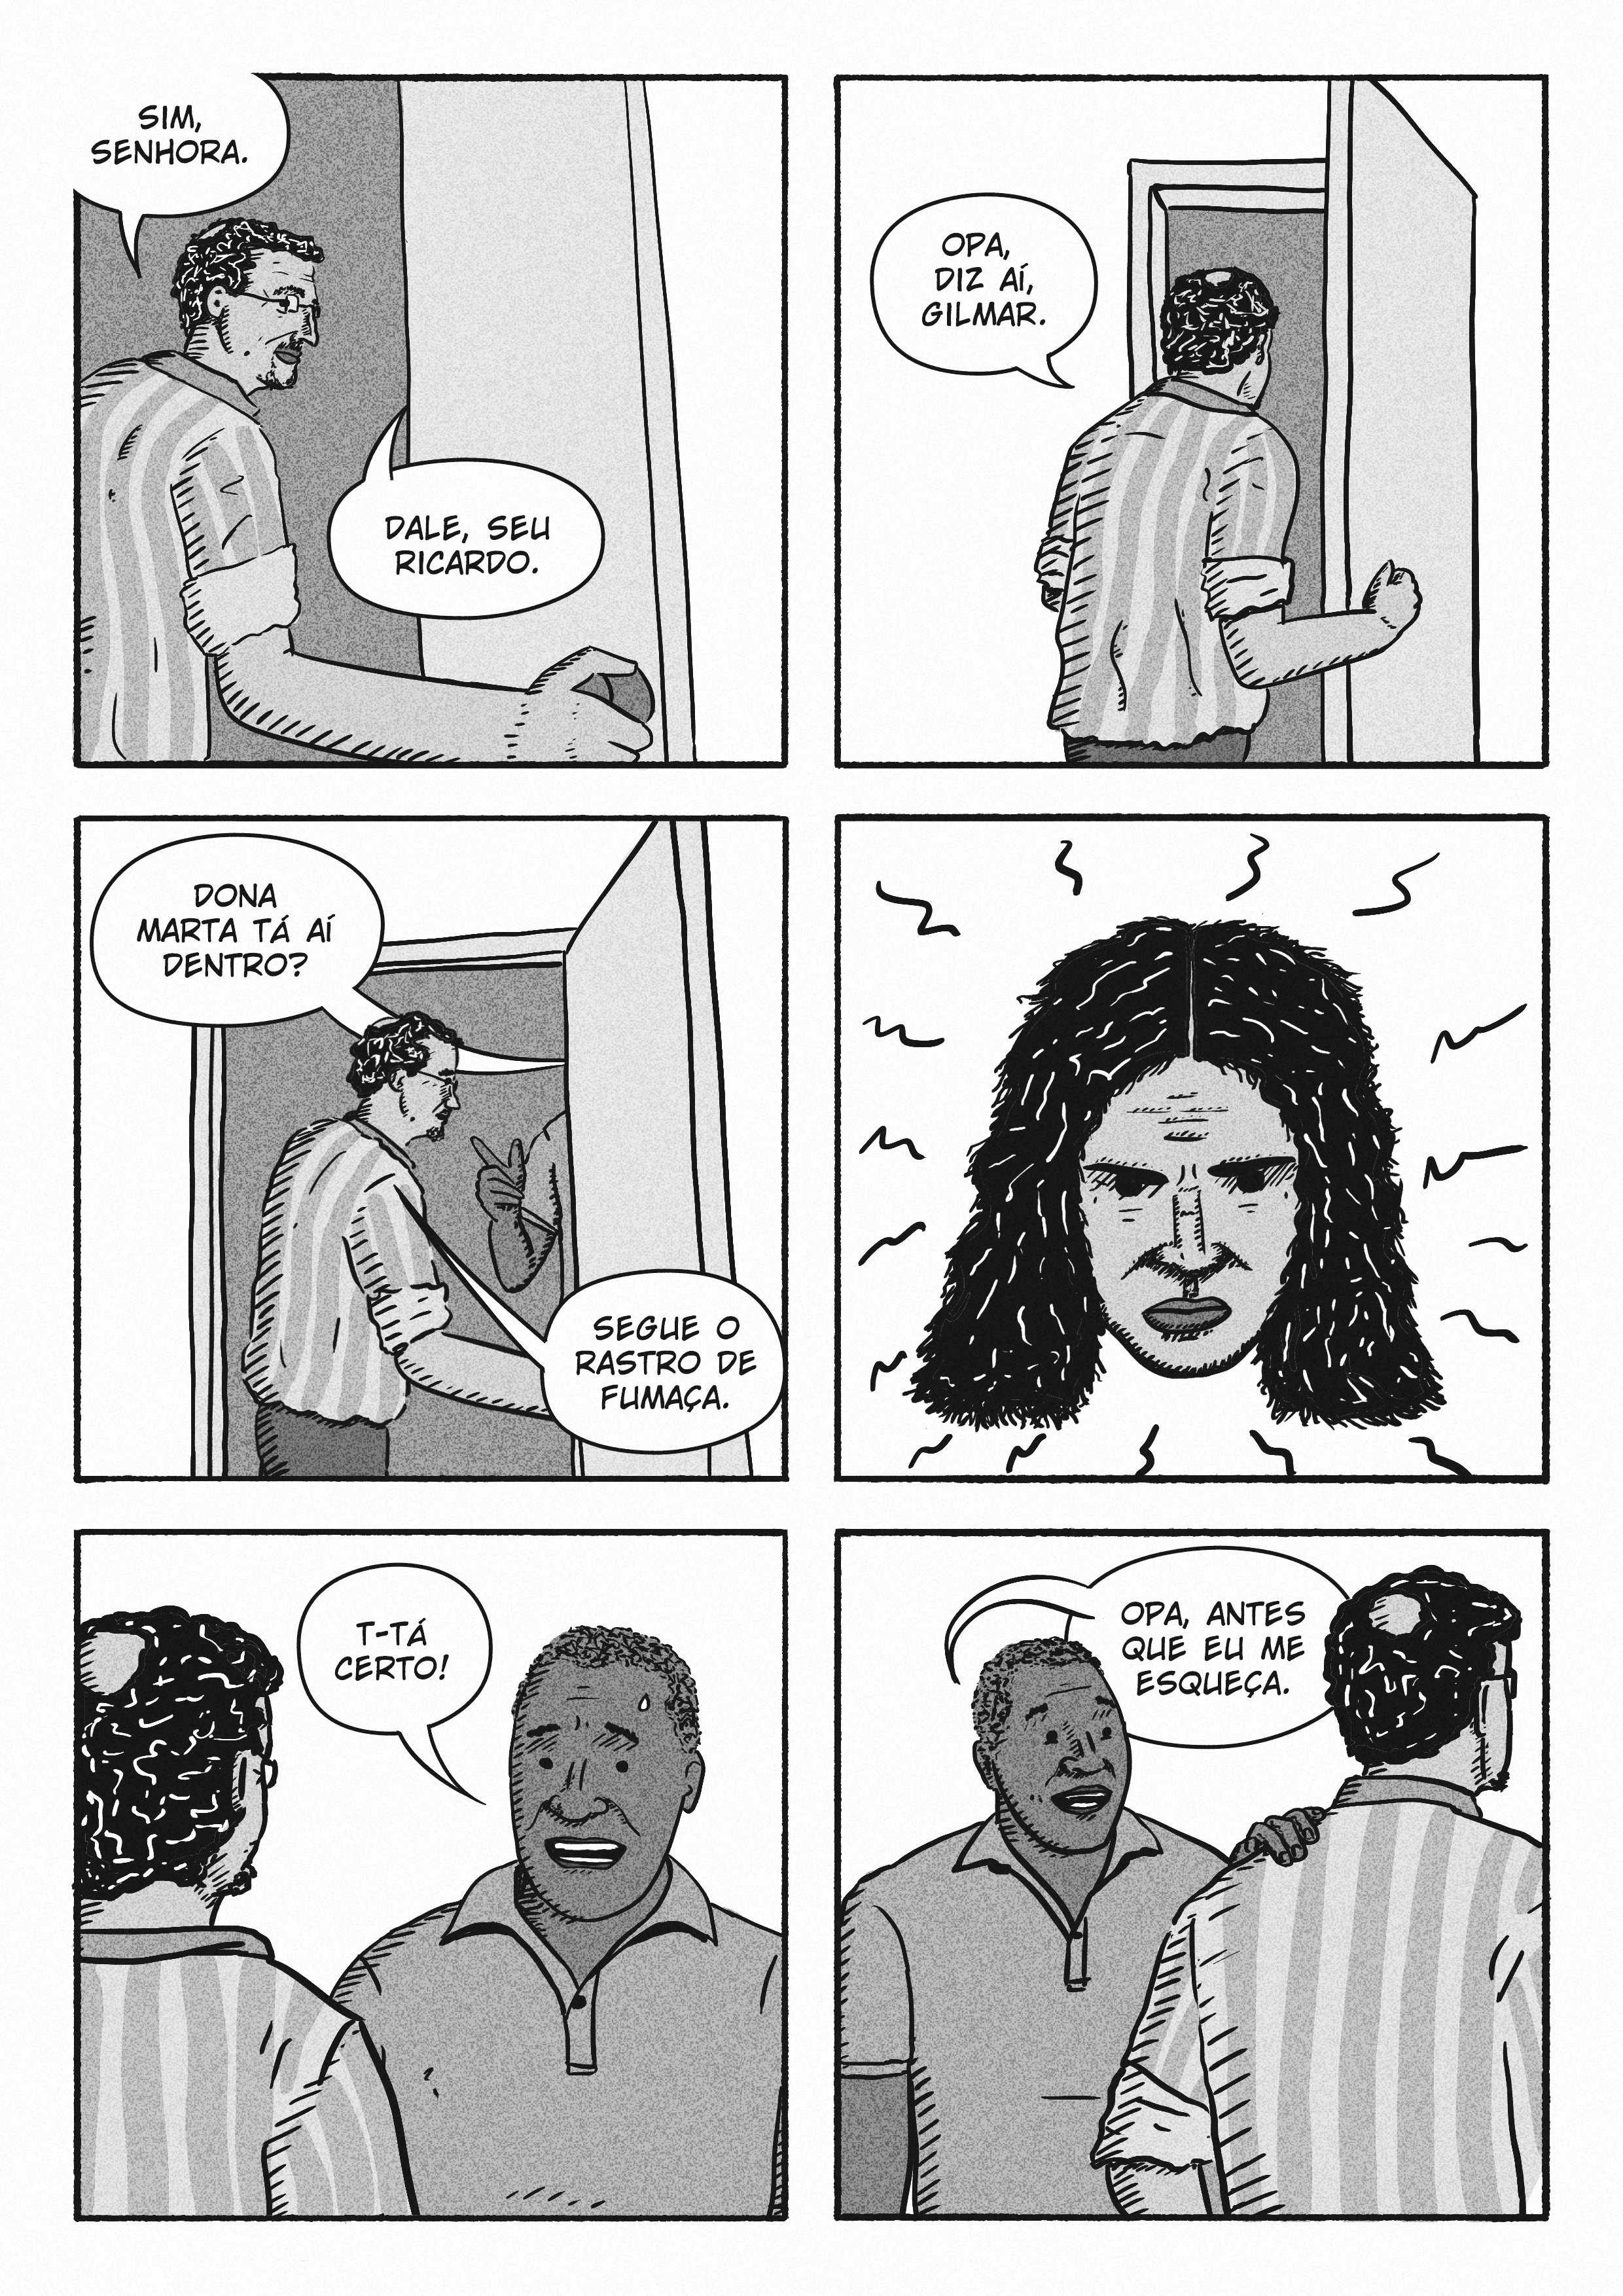 SIM,
SENHORA.
DALE, SEU
RICARDO.
OPA,
DIZ AÍ,
GILMAR.
DONA
MARTA TÁ AÍ
DENTRO?
SEGUE O
RASTRO DE
FUMAÇA.
T-TÁ
CERTO!
OPA, ANTES
QUE EU ME
ESQUEÇA.